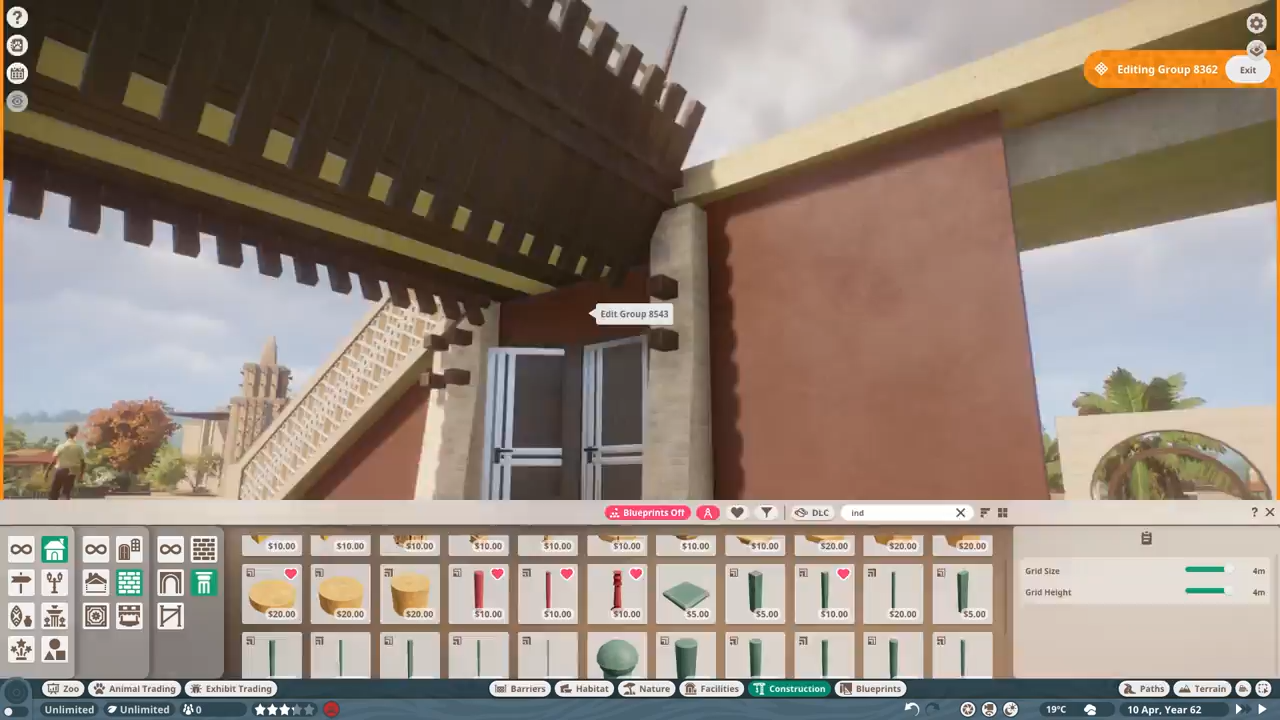 ?
Editing Group 8362
Exit
Edit Group 8543
Blueprints Off
DLC
ind
?
$10.00 $10.00 $10.00 $10.00 $10.00 $10.00 $10.00 $10.00 $20.00 $20.00 $20.00
$20.00 $20.00 $20.00 $10.00 $10.00 $10.00 $5.00 $5.00 $10.00 $20.00 $5.00
Grid Size 4m
Grid Height 4m
Zoo Animal Trading Exhibit Trading Barriers Habitat Nature Facilities Construction Blueprints Paths Terrain
Unlimited Unlimited 0 19°C 10 Apr, Year 62